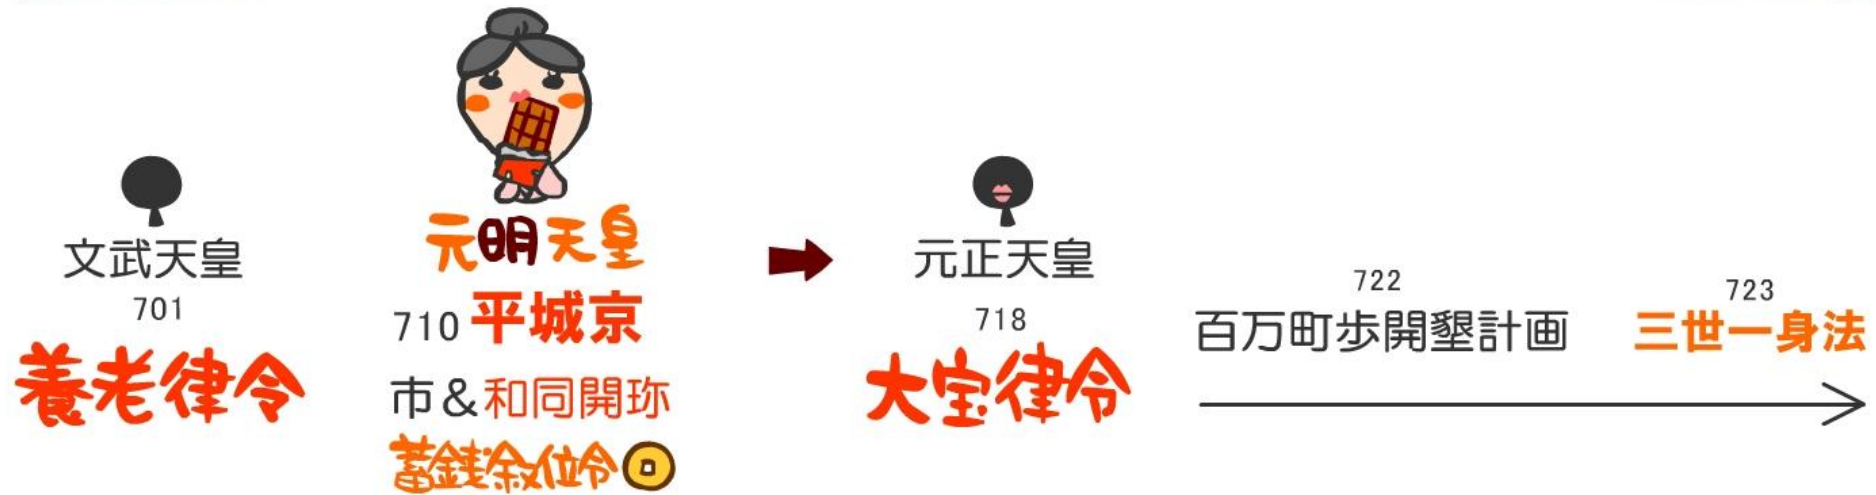 文武天皇
701
養老律令
元明天皇
710 平城京
市&和同開珎
蓄銭叙位令
元正天皇
718
大宝律令
722
百万町歩開墾計画
723
三世一身法